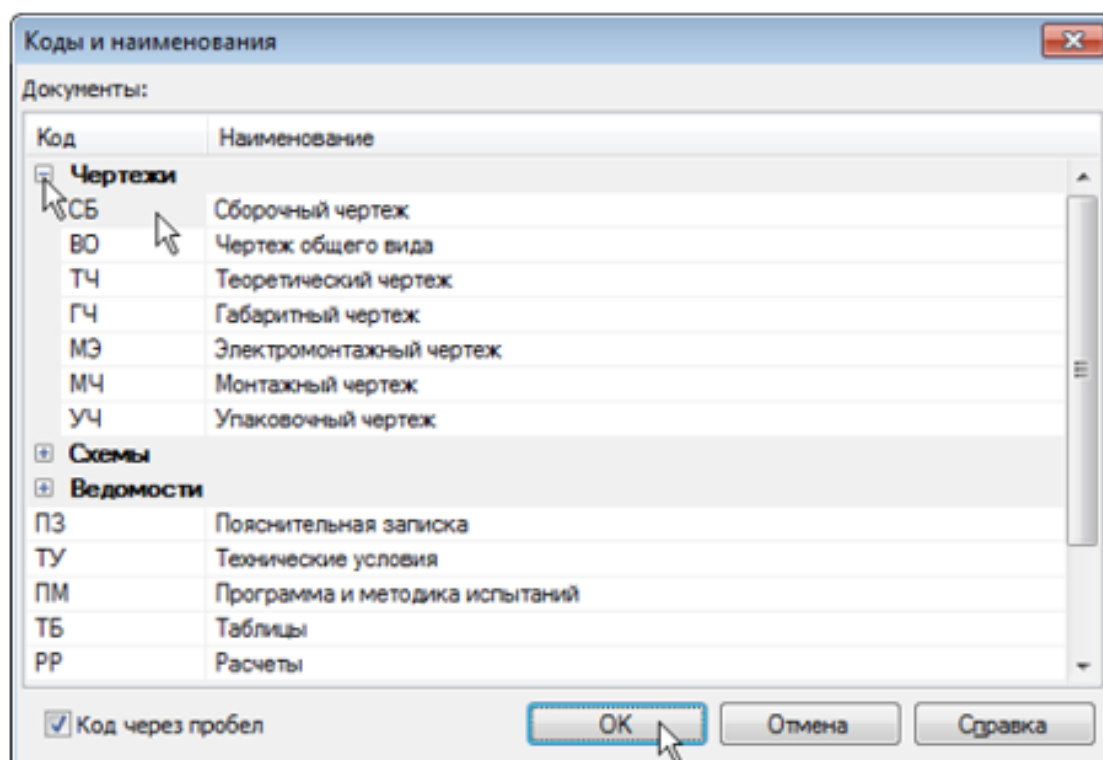 Коды и наименования
Документы:
Код Наименование
Чертежи
СБ Сборочный чертеж
ВО Чертеж общего вида
ТЧ Теоретический чертеж
ГЧ Габаритный чертеж
МЭ Электромонтажный чертеж
МЧ Монтажный чертеж
УЧ Упаковочный чертеж
Схемы
Ведомости
ПЗ Пояснительная записка
ТУ Технические условия
ПМ Программа и методика испытаний
ТБ Таблицы
РР Расчеты
Код через пробел ОК Отмена Справка